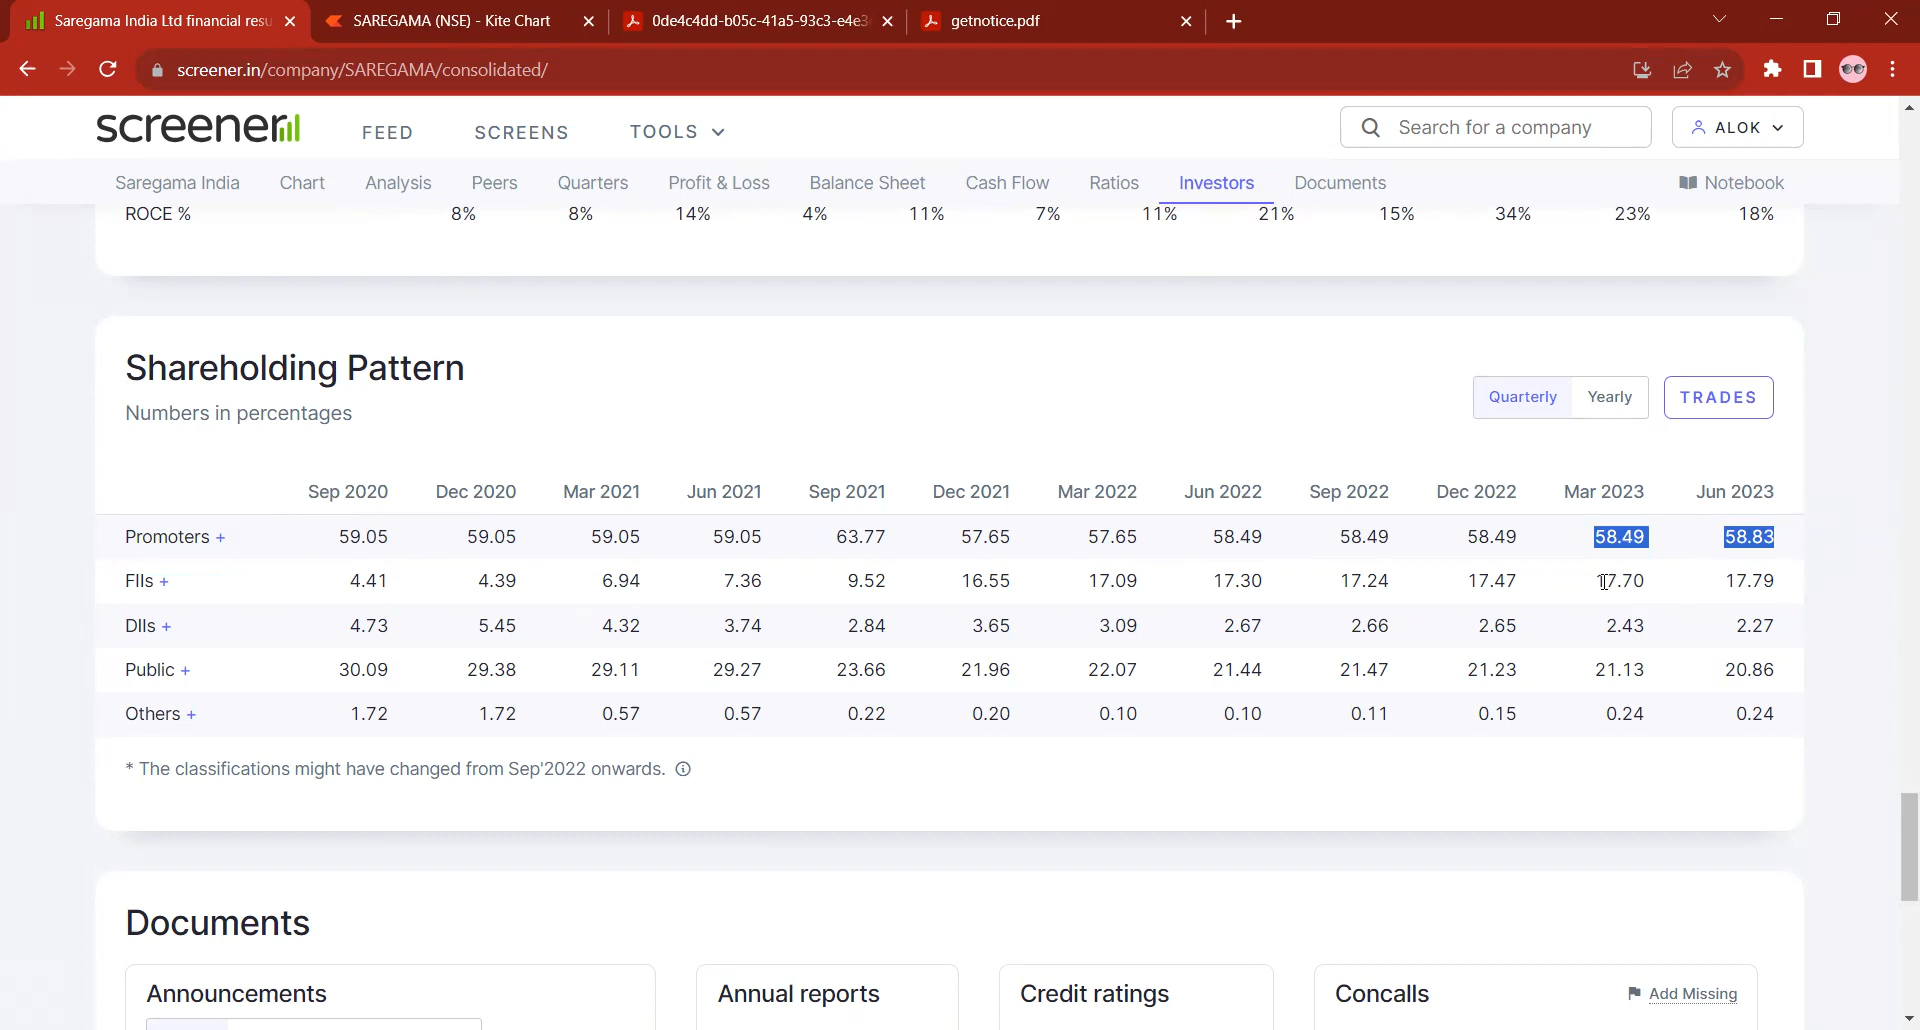 Saregama India Ltd financial resu
SAREGAMA (NSE) - Kite Chart
0de4c4dd-b05c-41a5-93c3-e4e3
getnotice.pdf
screener.in/company/SAREGAMA/consolidated/
screener
FEED
SCREENS
TOOLS
Search for a company
ALOK
Saregama India Chart Analysis Peers Quarters Profit & Loss Balance Sheet Cash Flow Ratios Investors Documents Notebook
ROCE % 8% 8% 14% 4% 11% 7% 11% 21% 15% 34% 23% 18%
Shareholding Pattern
Numbers in percentages
Quarterly Yearly TRADES
Sep 2020 Dec 2020 Mar 2021 Jun 2021 Sep 2021 Dec 2021 Mar 2022 Jun 2022 Sep 2022 Dec 2022 Mar 2023 Jun 2023
Promoters + 59.05 59.05 59.05 59.05 63.77 57.65 57.65 58.49 58.49 58.49 58.49 58.83
FIIs + 4.41 4.39 6.94 7.36 9.52 16.55 17.09 17.30 17.24 17.47 17.70 17.79
DIIs + 4.73 5.45 4.32 3.74 2.84 3.65 3.09 2.67 2.66 2.65 2.43 2.27
Public + 30.09 29.38 29.11 29.27 23.66 21.96 22.07 21.44 21.47 21.23 21.13 20.86
Others + 1.72 1.72 0.57 0.57 0.22 0.20 0.10 0.10 0.11 0.15 0.24 0.24
* The classifications might have changed from Sep'2022 onwards.
Documents
Announcements
Annual reports
Credit ratings
Concalls
Add Missing